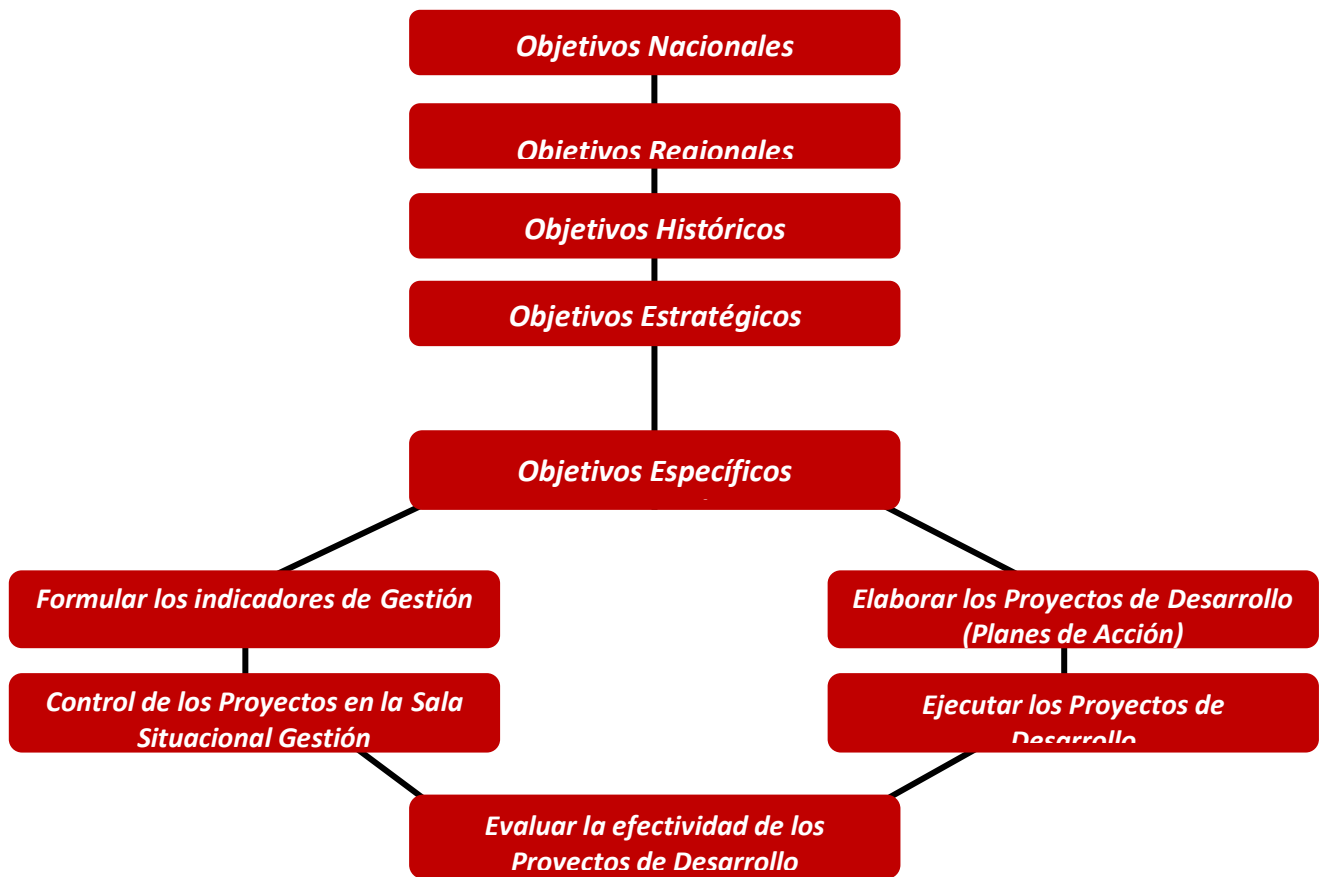 Objetivos Nacionales
Objetivos Regionales
Objetivos Históricos
Objetivos Estratégicos
Objetivos Específicos
Formular los indicadores de Gestión
Elaborar los Proyectos de Desarrollo
(Planes de Acción)
Control de los Proyectos en la Sala
Situacional Gestión
Ejecutar los Proyectos de
Desarrollo
Evaluar la efectividad de los
Proyectos de Desarrollo